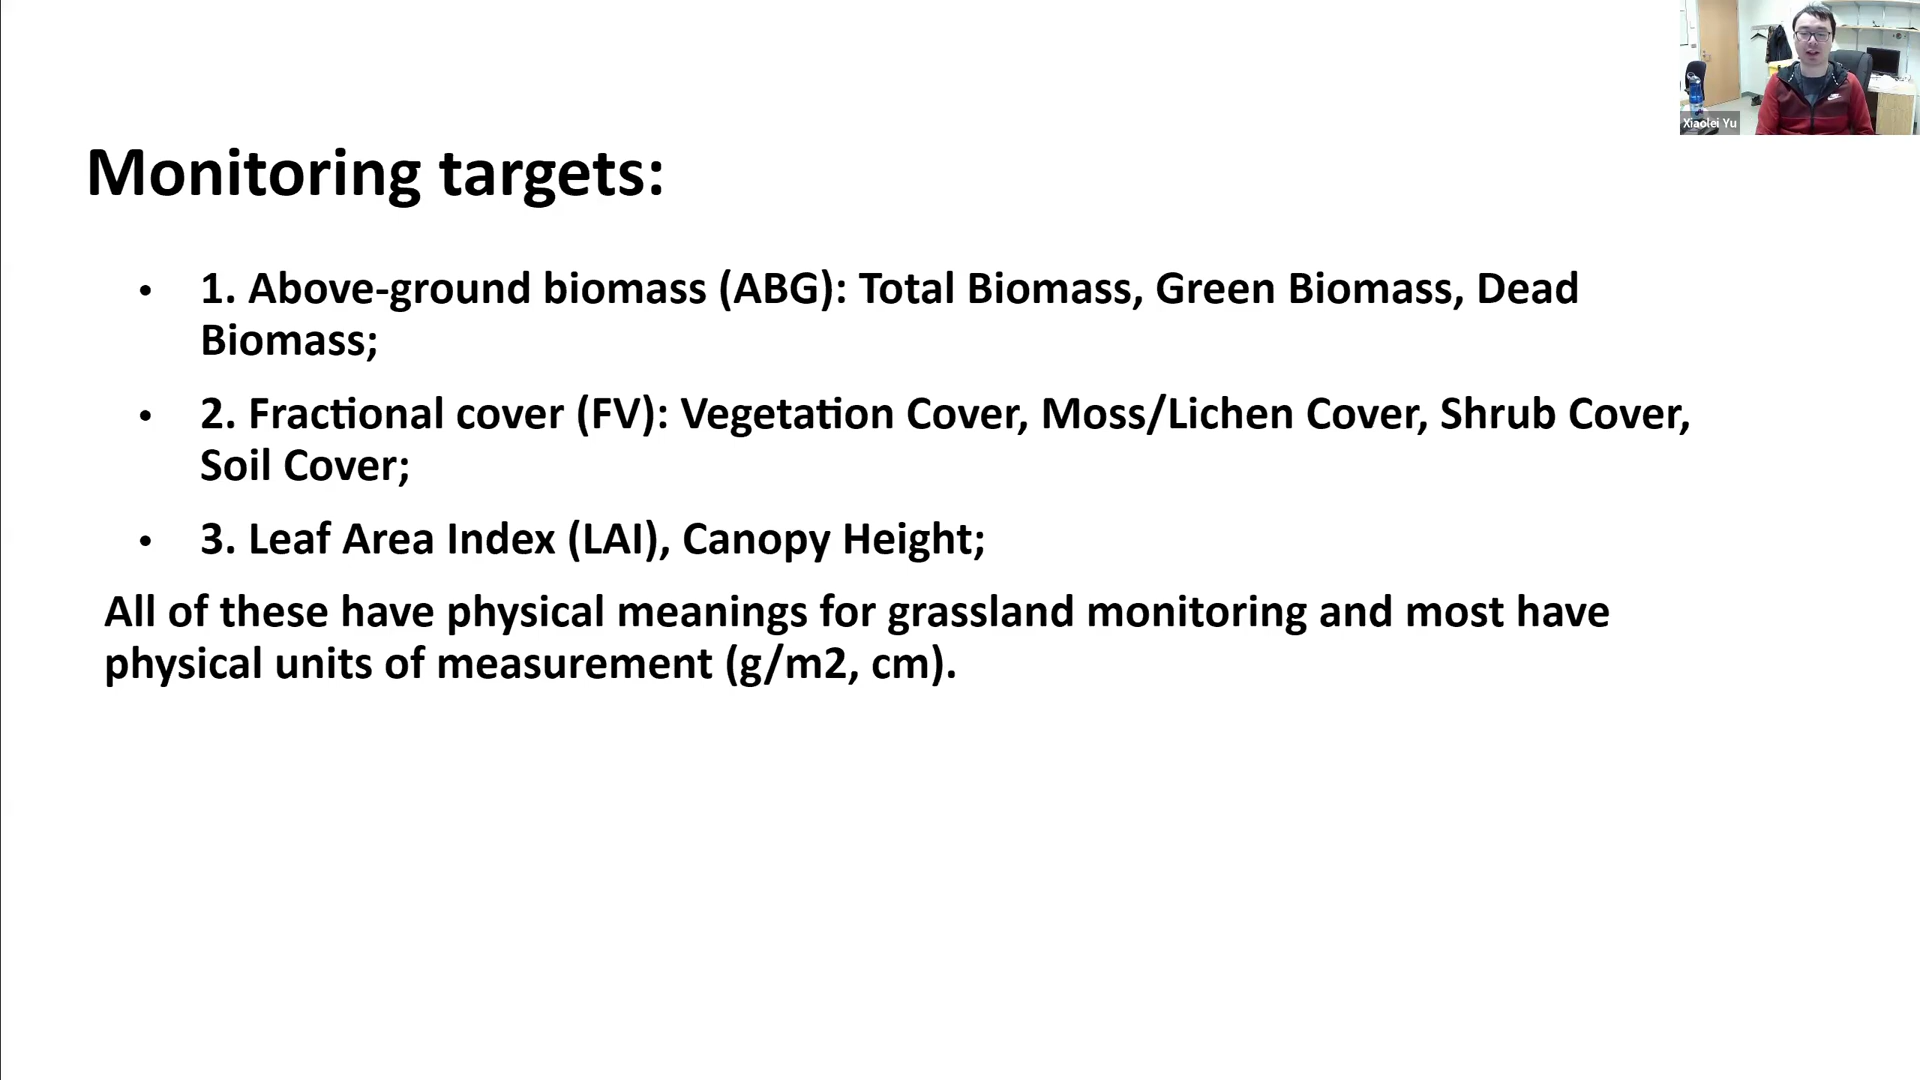 Xiaolei Yu
Monitoring targets:
• 1. Above-ground biomass (ABG): Total Biomass, Green Biomass, Dead
Biomass;
• 2. Fractional cover (FV): Vegetation Cover, Moss/Lichen Cover, Shrub Cover,
Soil Cover;
• 3. Leaf Area Index (LAI), Canopy Height;
All of these have physical meanings for grassland monitoring and most have
physical units of measurement (g/m2, cm).